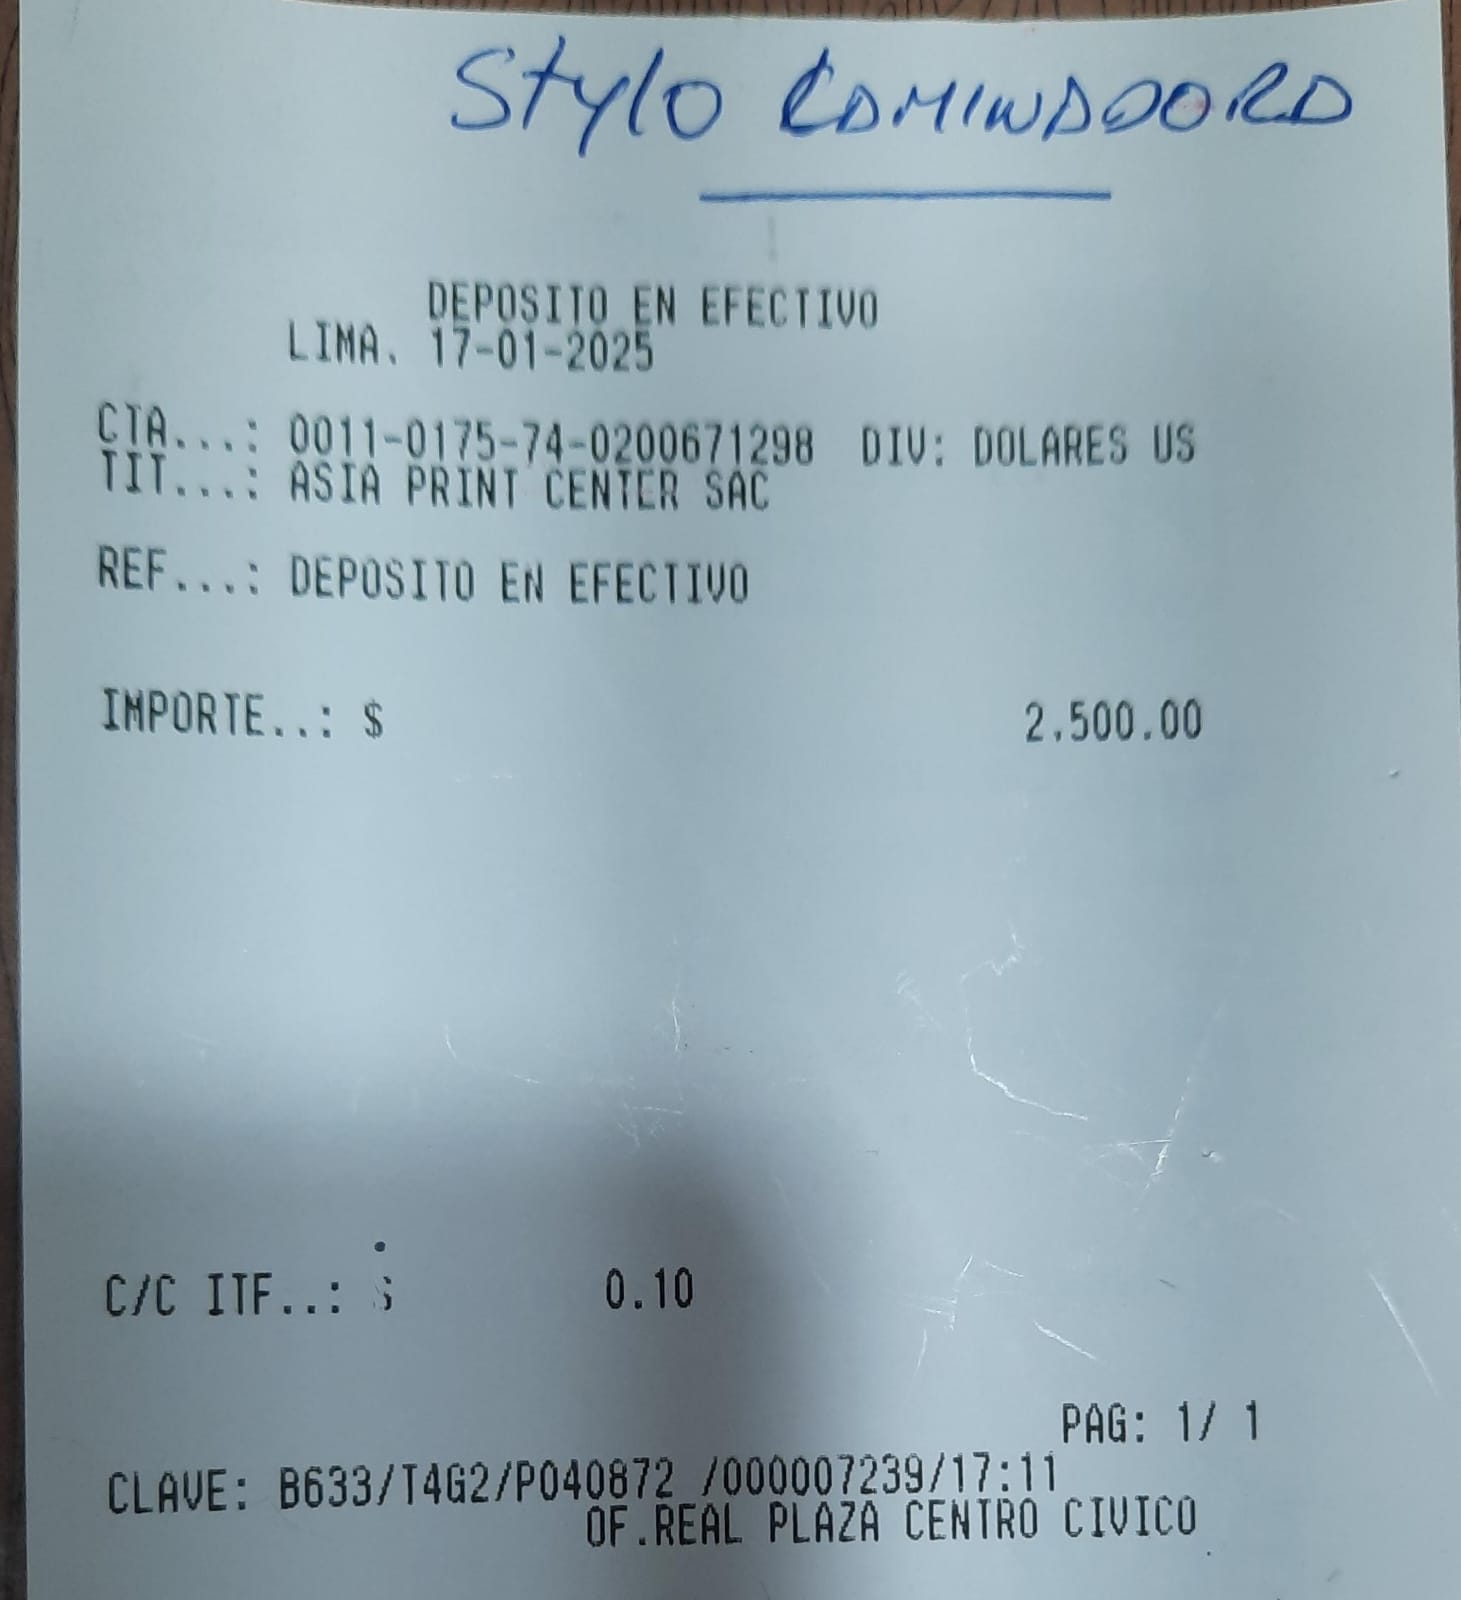 Stylo
DEPOSITO EN EFECTIVO
LIMA. 17-01-2025
CTA...: 0011-0175-74-0200671298 DIV: DOLARES US
TIT...: ASIA PRINT CENTER SAC
REF...: DEPOSITO EN EFECTIVO
IMPORTE..: $ 2,500.00
C/C ITF..: $ 0.10
PAG: 1/ 1
CLAVE: B633/T4G2/P040872 /000007239/17:11
OF.REAL PLAZA CENTRO CIVICO